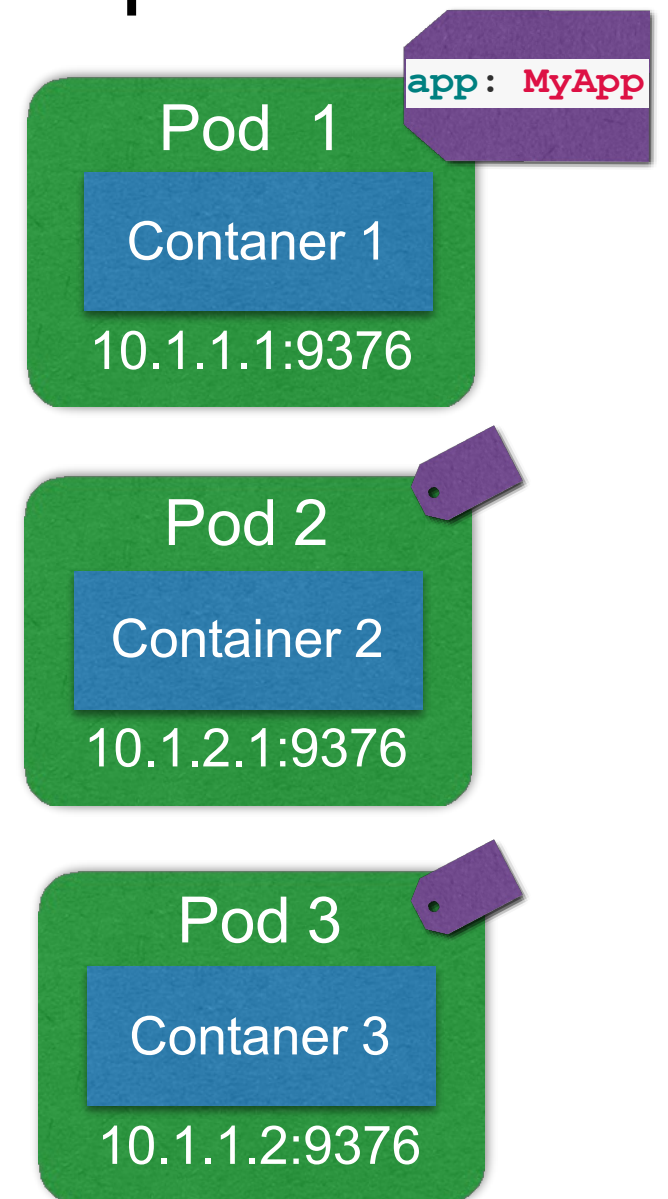 app: MyApp
Pod 1
Contaner 1
10.1.1.1:9376
Pod 2
Container 2
10.1.2.1:9376
Pod 3
Contaner 3
10.1.1.2:9376